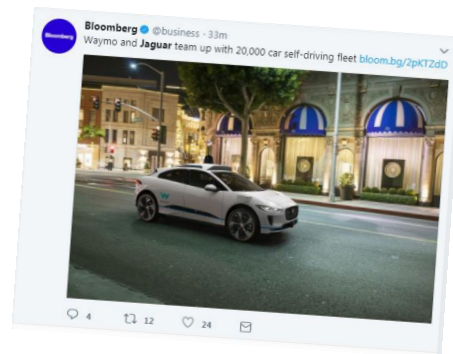 Bloomberg
Bloomberg @business · 33m
Waymo and Jaguar team up with 20,000 car self-driving fleet bloom.bg/2pKTZdD
W
4 12 24